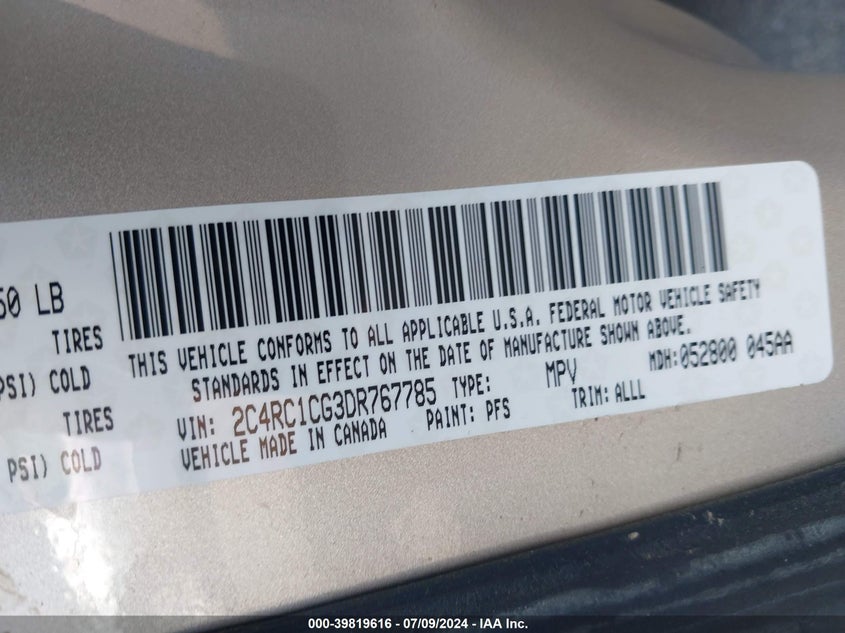 50 LB
TIRES
PSI) COLD
TIRES
PSI) COLD
THIS VEHICLE CONFORMS TO ALL APPLICABLE U.S.A. FEDERAL MOTOR VEHICLE SAFETY
STANDARDS IN EFFECT ON THE DATE OF MANUFACTURE SHOWN ABOVE.
VIN: 2C4RC1CG3DR767785 TYPE: MPV MDH:052800 045AA
VEHICLE MADE IN CANADA PAINT: PFS TRIM: ALLL
000-39819616 / 07/09/2024 - IAA Inc.